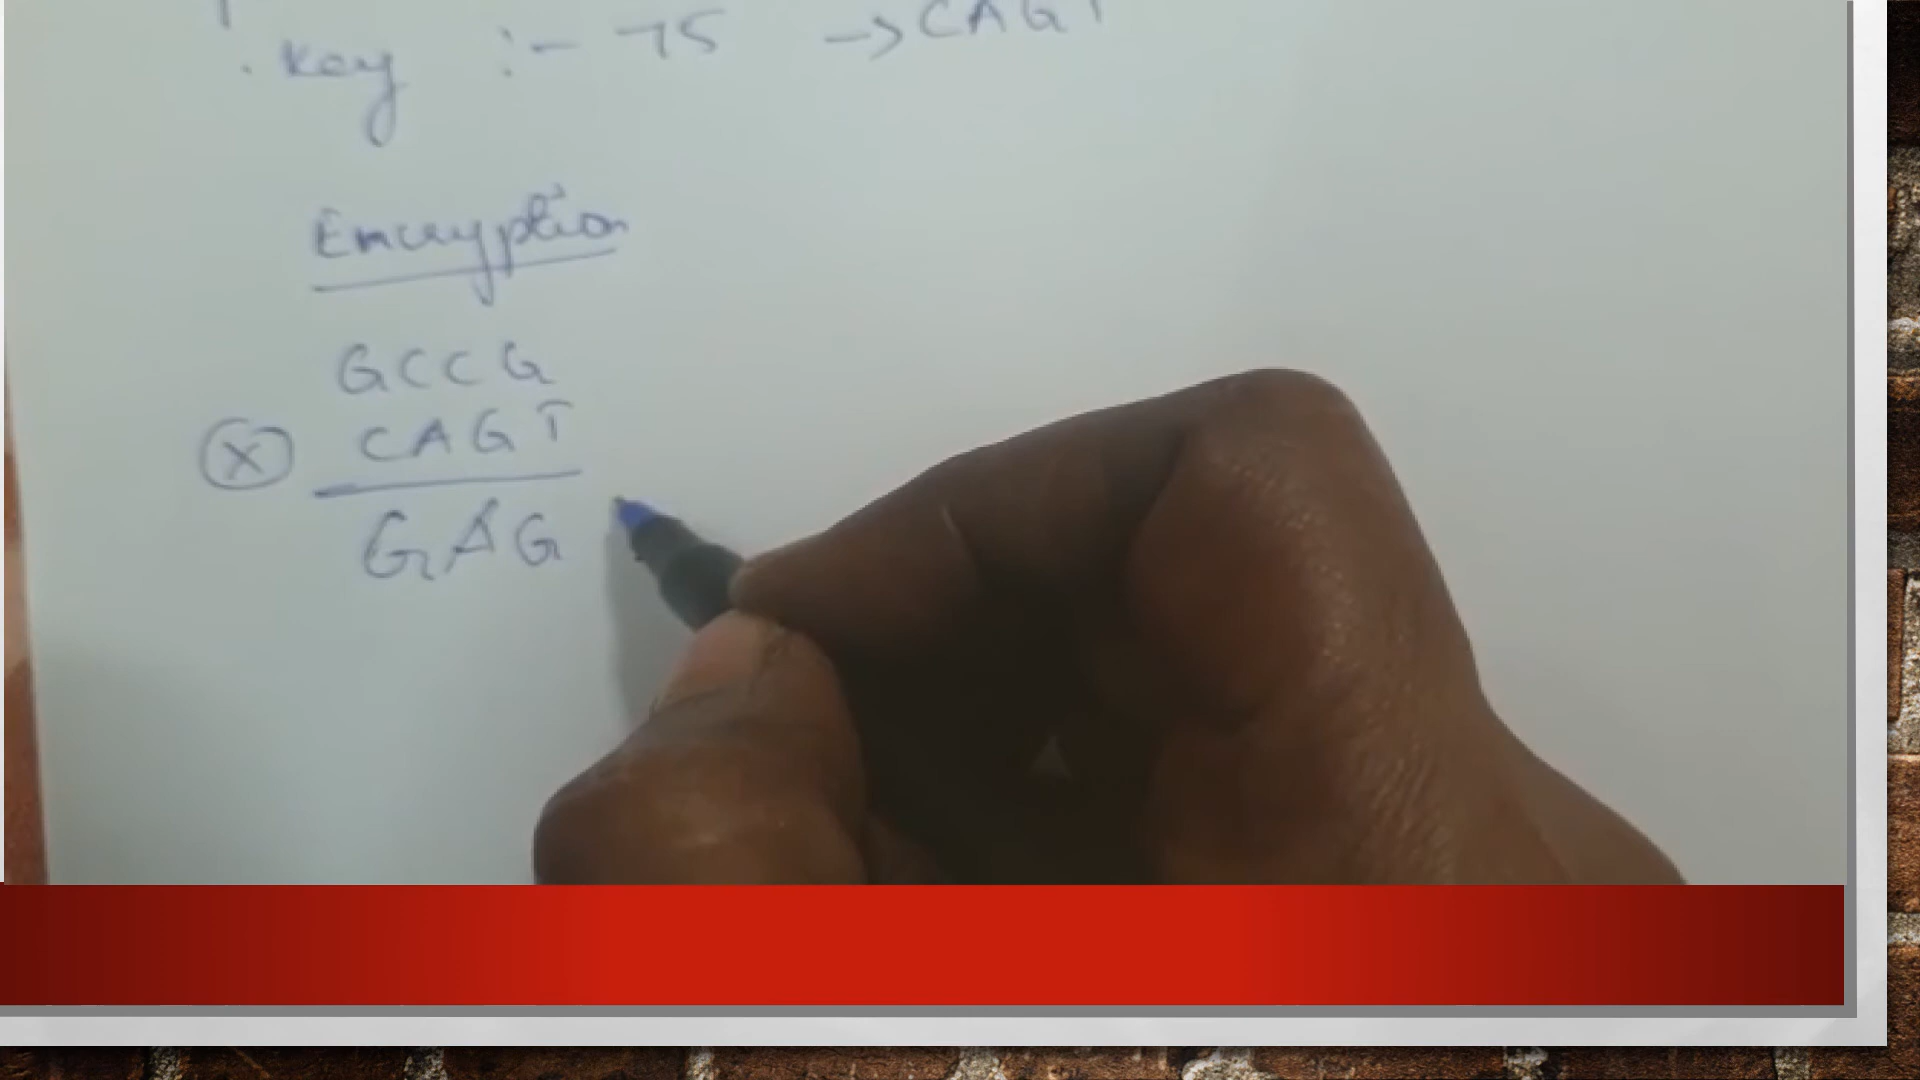 . Key :- 75 -> CAGT
Encryption
GCCG
X CAGT
GAG